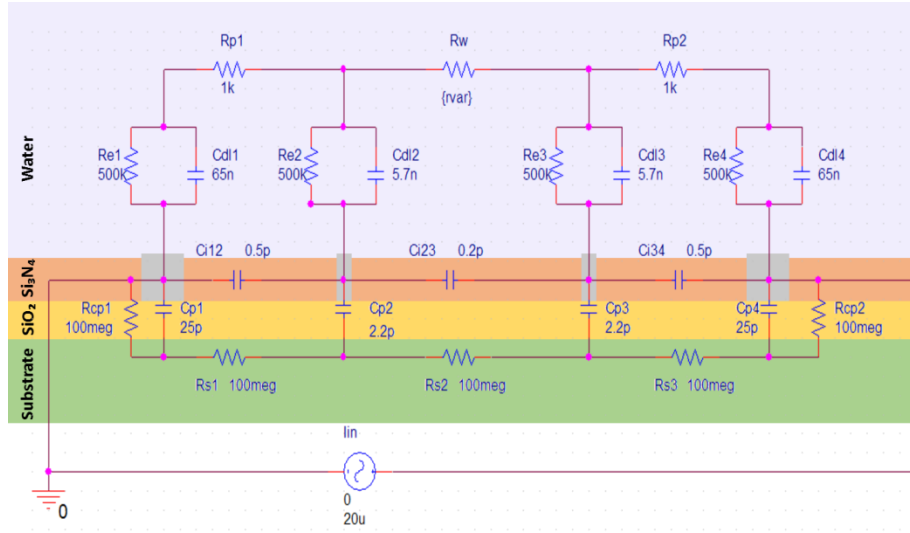 Rp1
Rw
Rp2
1k
{rvar}
1k
Water
Re1
500K
Cdl1
65n
Re2
500K
Cdl2
5.7n
Re3
500K
Cdl3
5.7n
Re4
500K
Cdl4
65n
Ci12 0.5p
Ci23 0.2p
Ci34 0.5p
Si₃N₄
SiO₂
Rcp1
100meg
Cp1
25p
Cp2
2.2p
Cp3
2.2p
Cp4
25p
Rcp2
100meg
Substrate
Rs1 100meg
Rs2 100meg
Rs3 100meg
Iin
0
0
20u